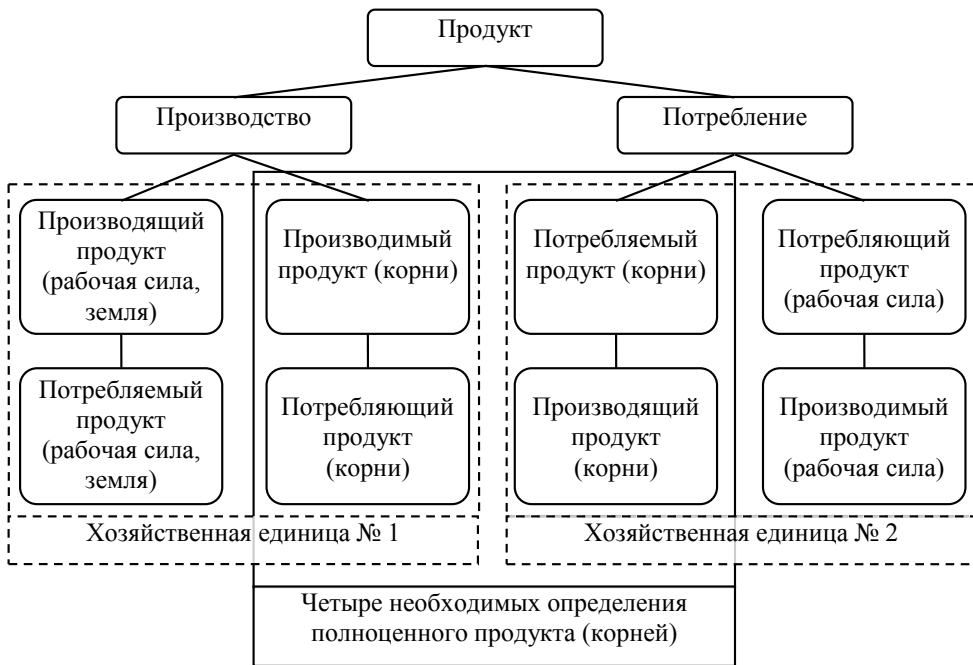 Продукт
Производство
Потребление
Производящий
продукт
(рабочая сила,
земля)
Производимый
продукт (корни)
Потребляемый
продукт (корни)
Потребляющий
продукт
(рабочая сила)
Потребляемый
продукт
(рабочая сила,
земля)
Потребляющий
продукт
(корни)
Производящий
продукт
(корни)
Производимый
продукт
(рабочая сила)
Хозяйственная единица № 1
Хозяйственная единица № 2
Четыре необходимых определения
полноценного продукта (корней)